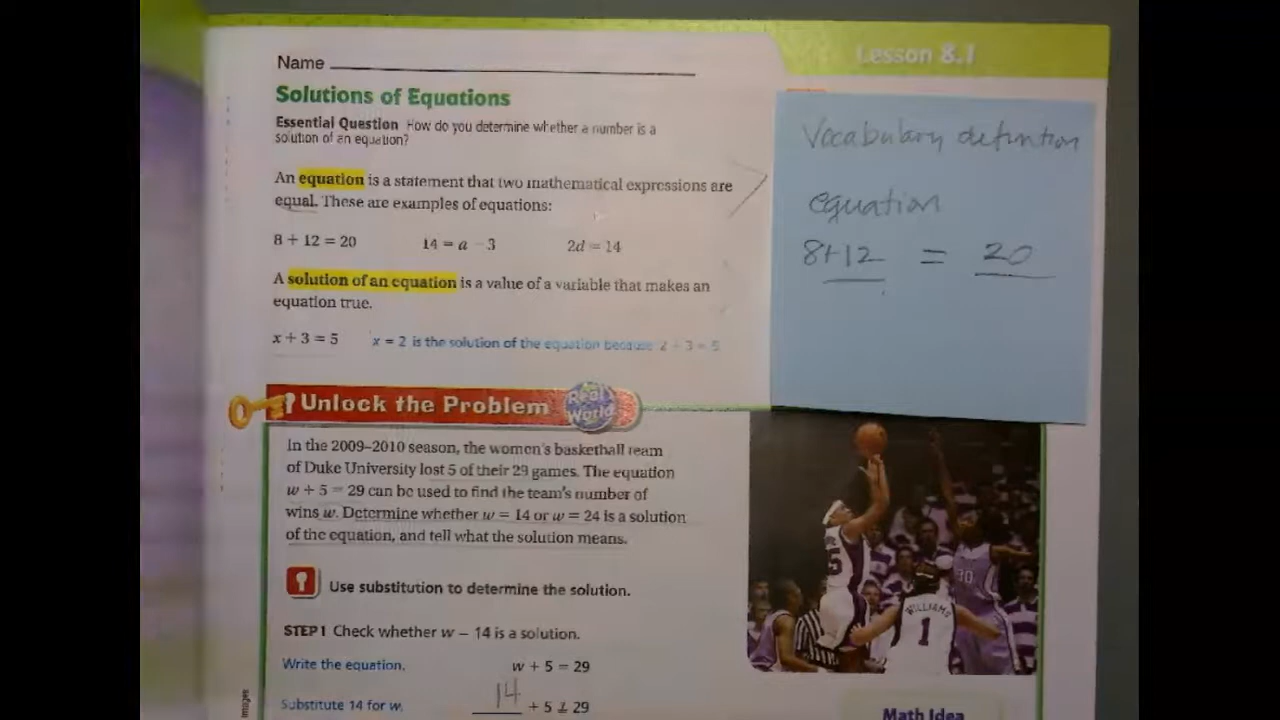 Lesson 8.1
Name
Solutions of Equations
Essential Question How do you determine whether a number is a
solution of an equation?
An equation is a statement that two mathematical expressions are
equal. These are examples of equations:
8 + 12 = 20 14 = a − 3 2d = 14
A solution of an equation is a value of a variable that makes an
equation true.
x + 3 = 5 x = 2 is the solution of the equation because 2 + 3 = 5
Vocabulary definition
equation
8+12 = 20
Unlock the Problem
Real
World
In the 2009–2010 season, the women's basketball team
of Duke University lost 5 of their 29 games. The equation
w + 5 = 29 can be used to find the team's number of
wins w. Determine whether w = 14 or w = 24 is a solution
of the equation, and tell what the solution means.
Use substitution to determine the solution.
STEP 1 Check whether w = 14 is a solution.
Write the equation. w + 5 = 29
Substitute 14 for w. 14 + 5 ≟ 29
WILLIAMS
1
Math Idea